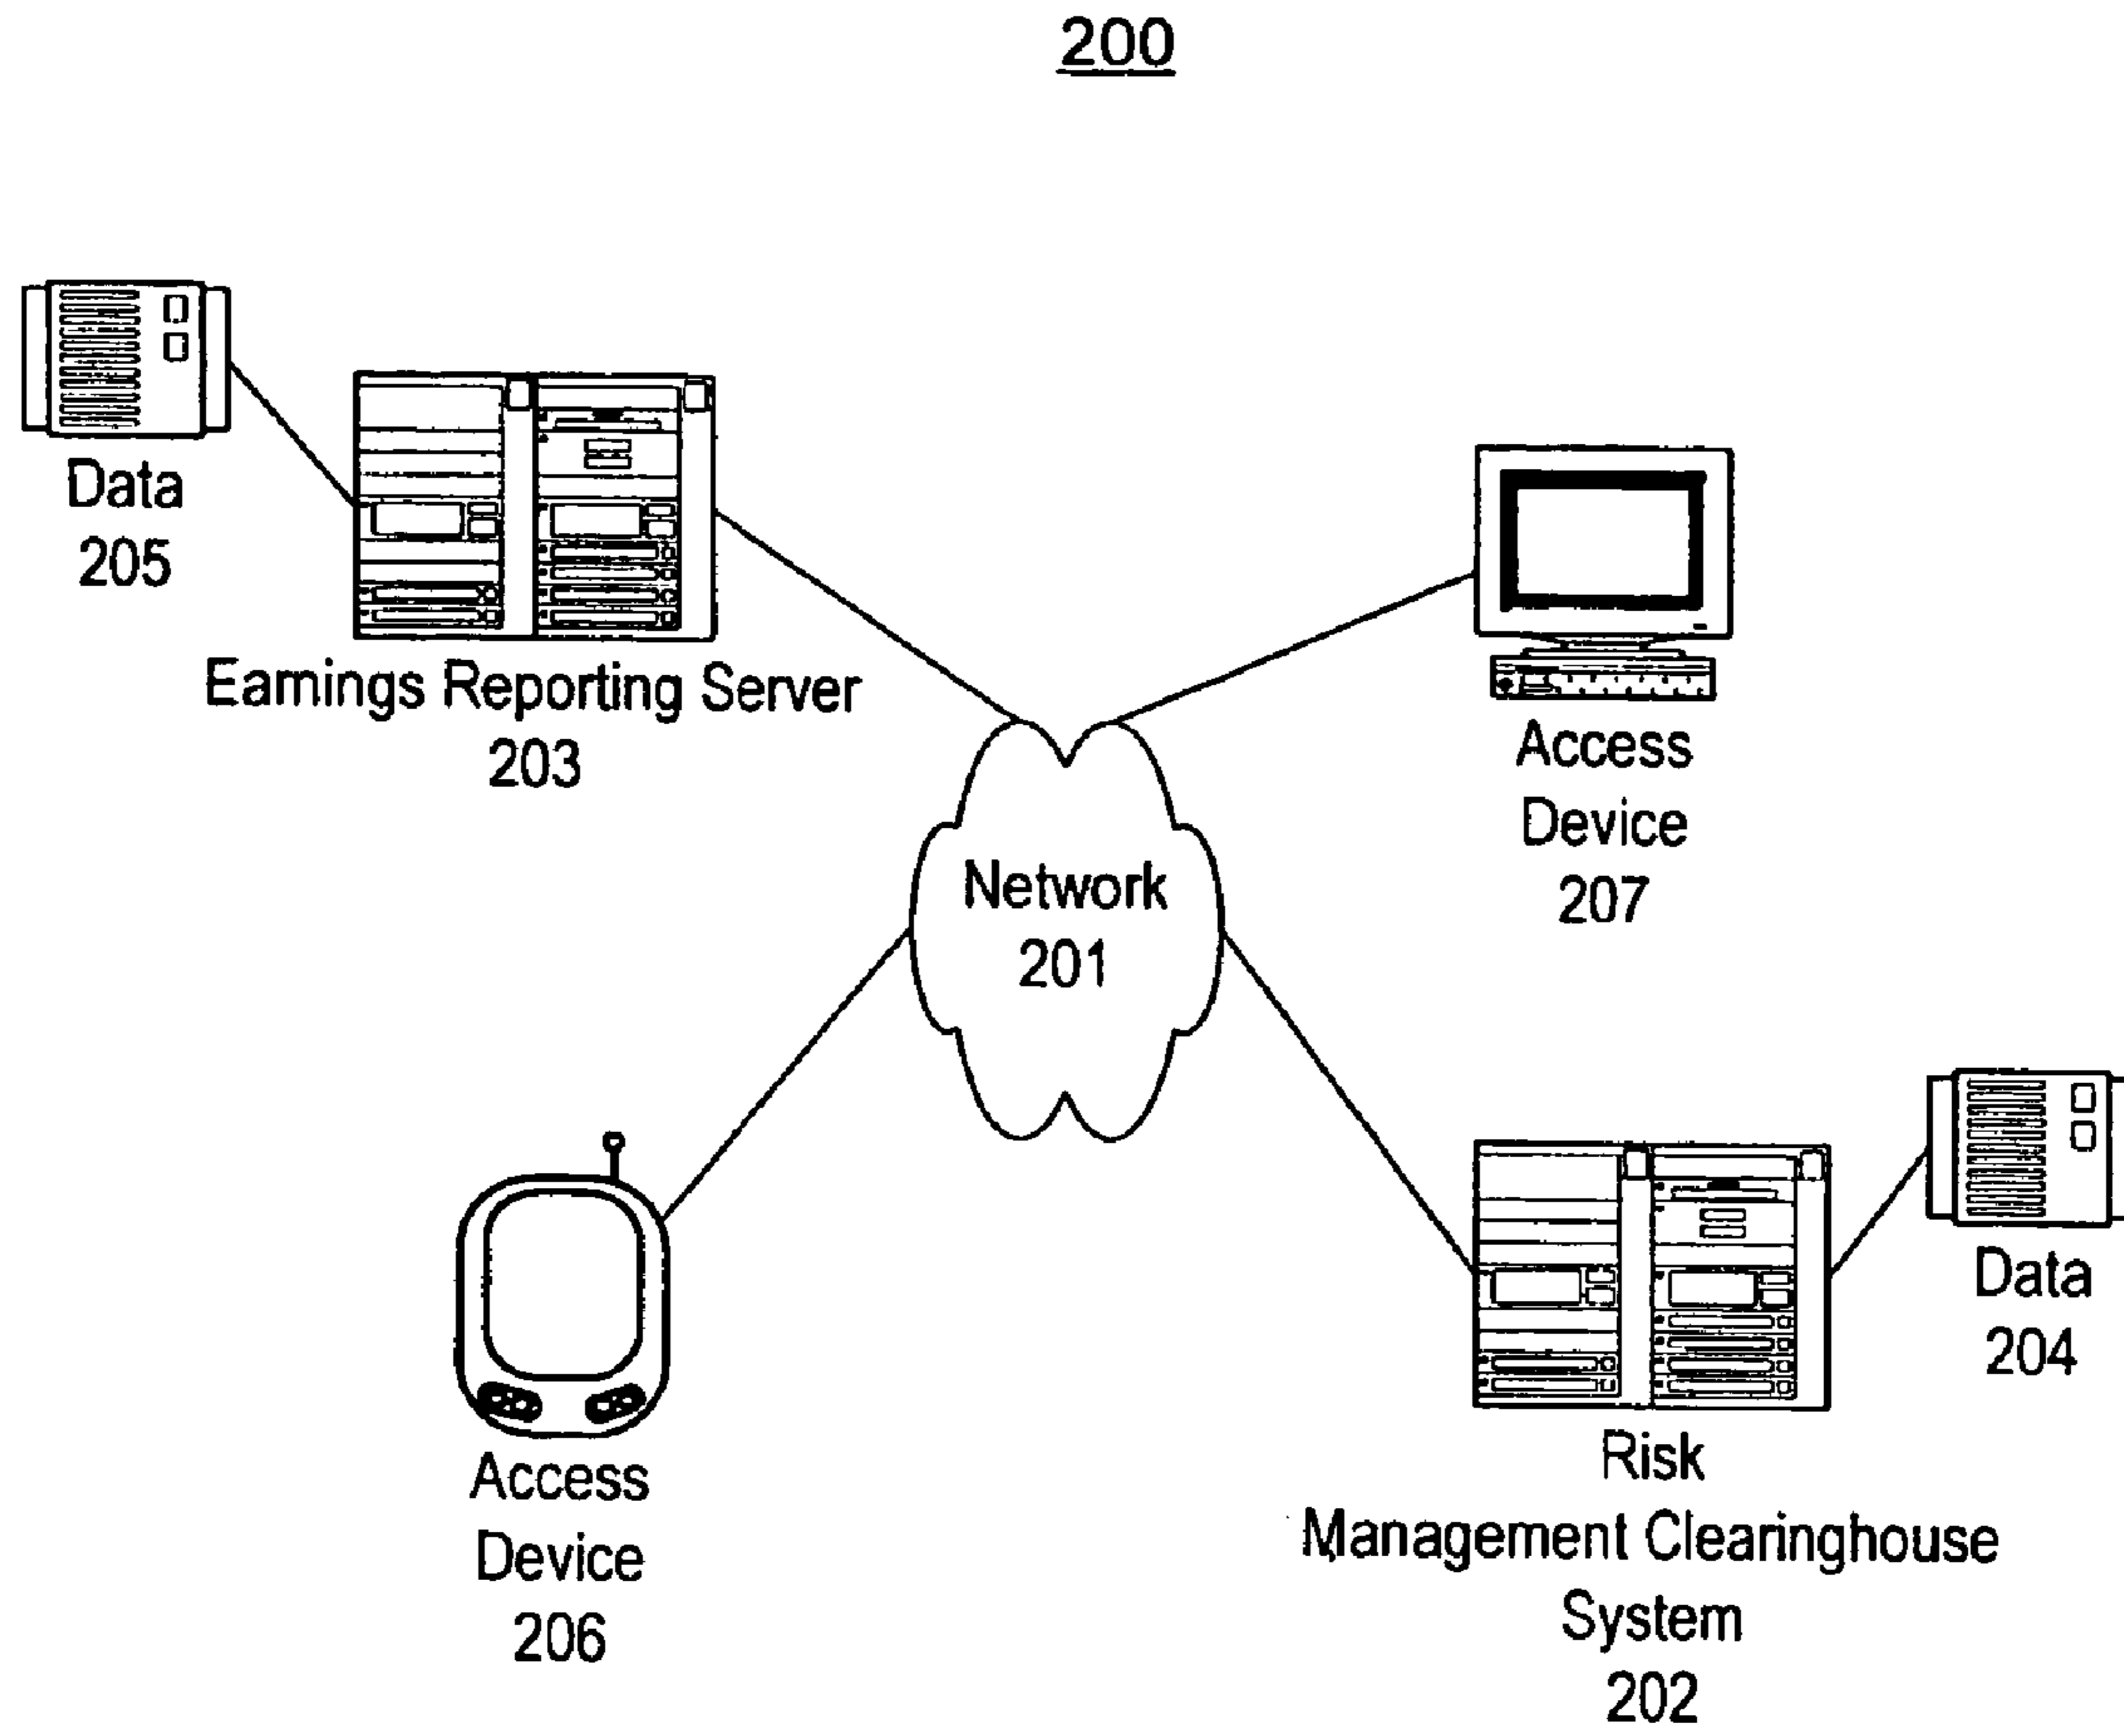 200
Data
205
Earnings Reporting Server
203
Access
Device
207
Network
201
Data
204
Access
Device
206
Risk
Management Clearinghouse
System
202